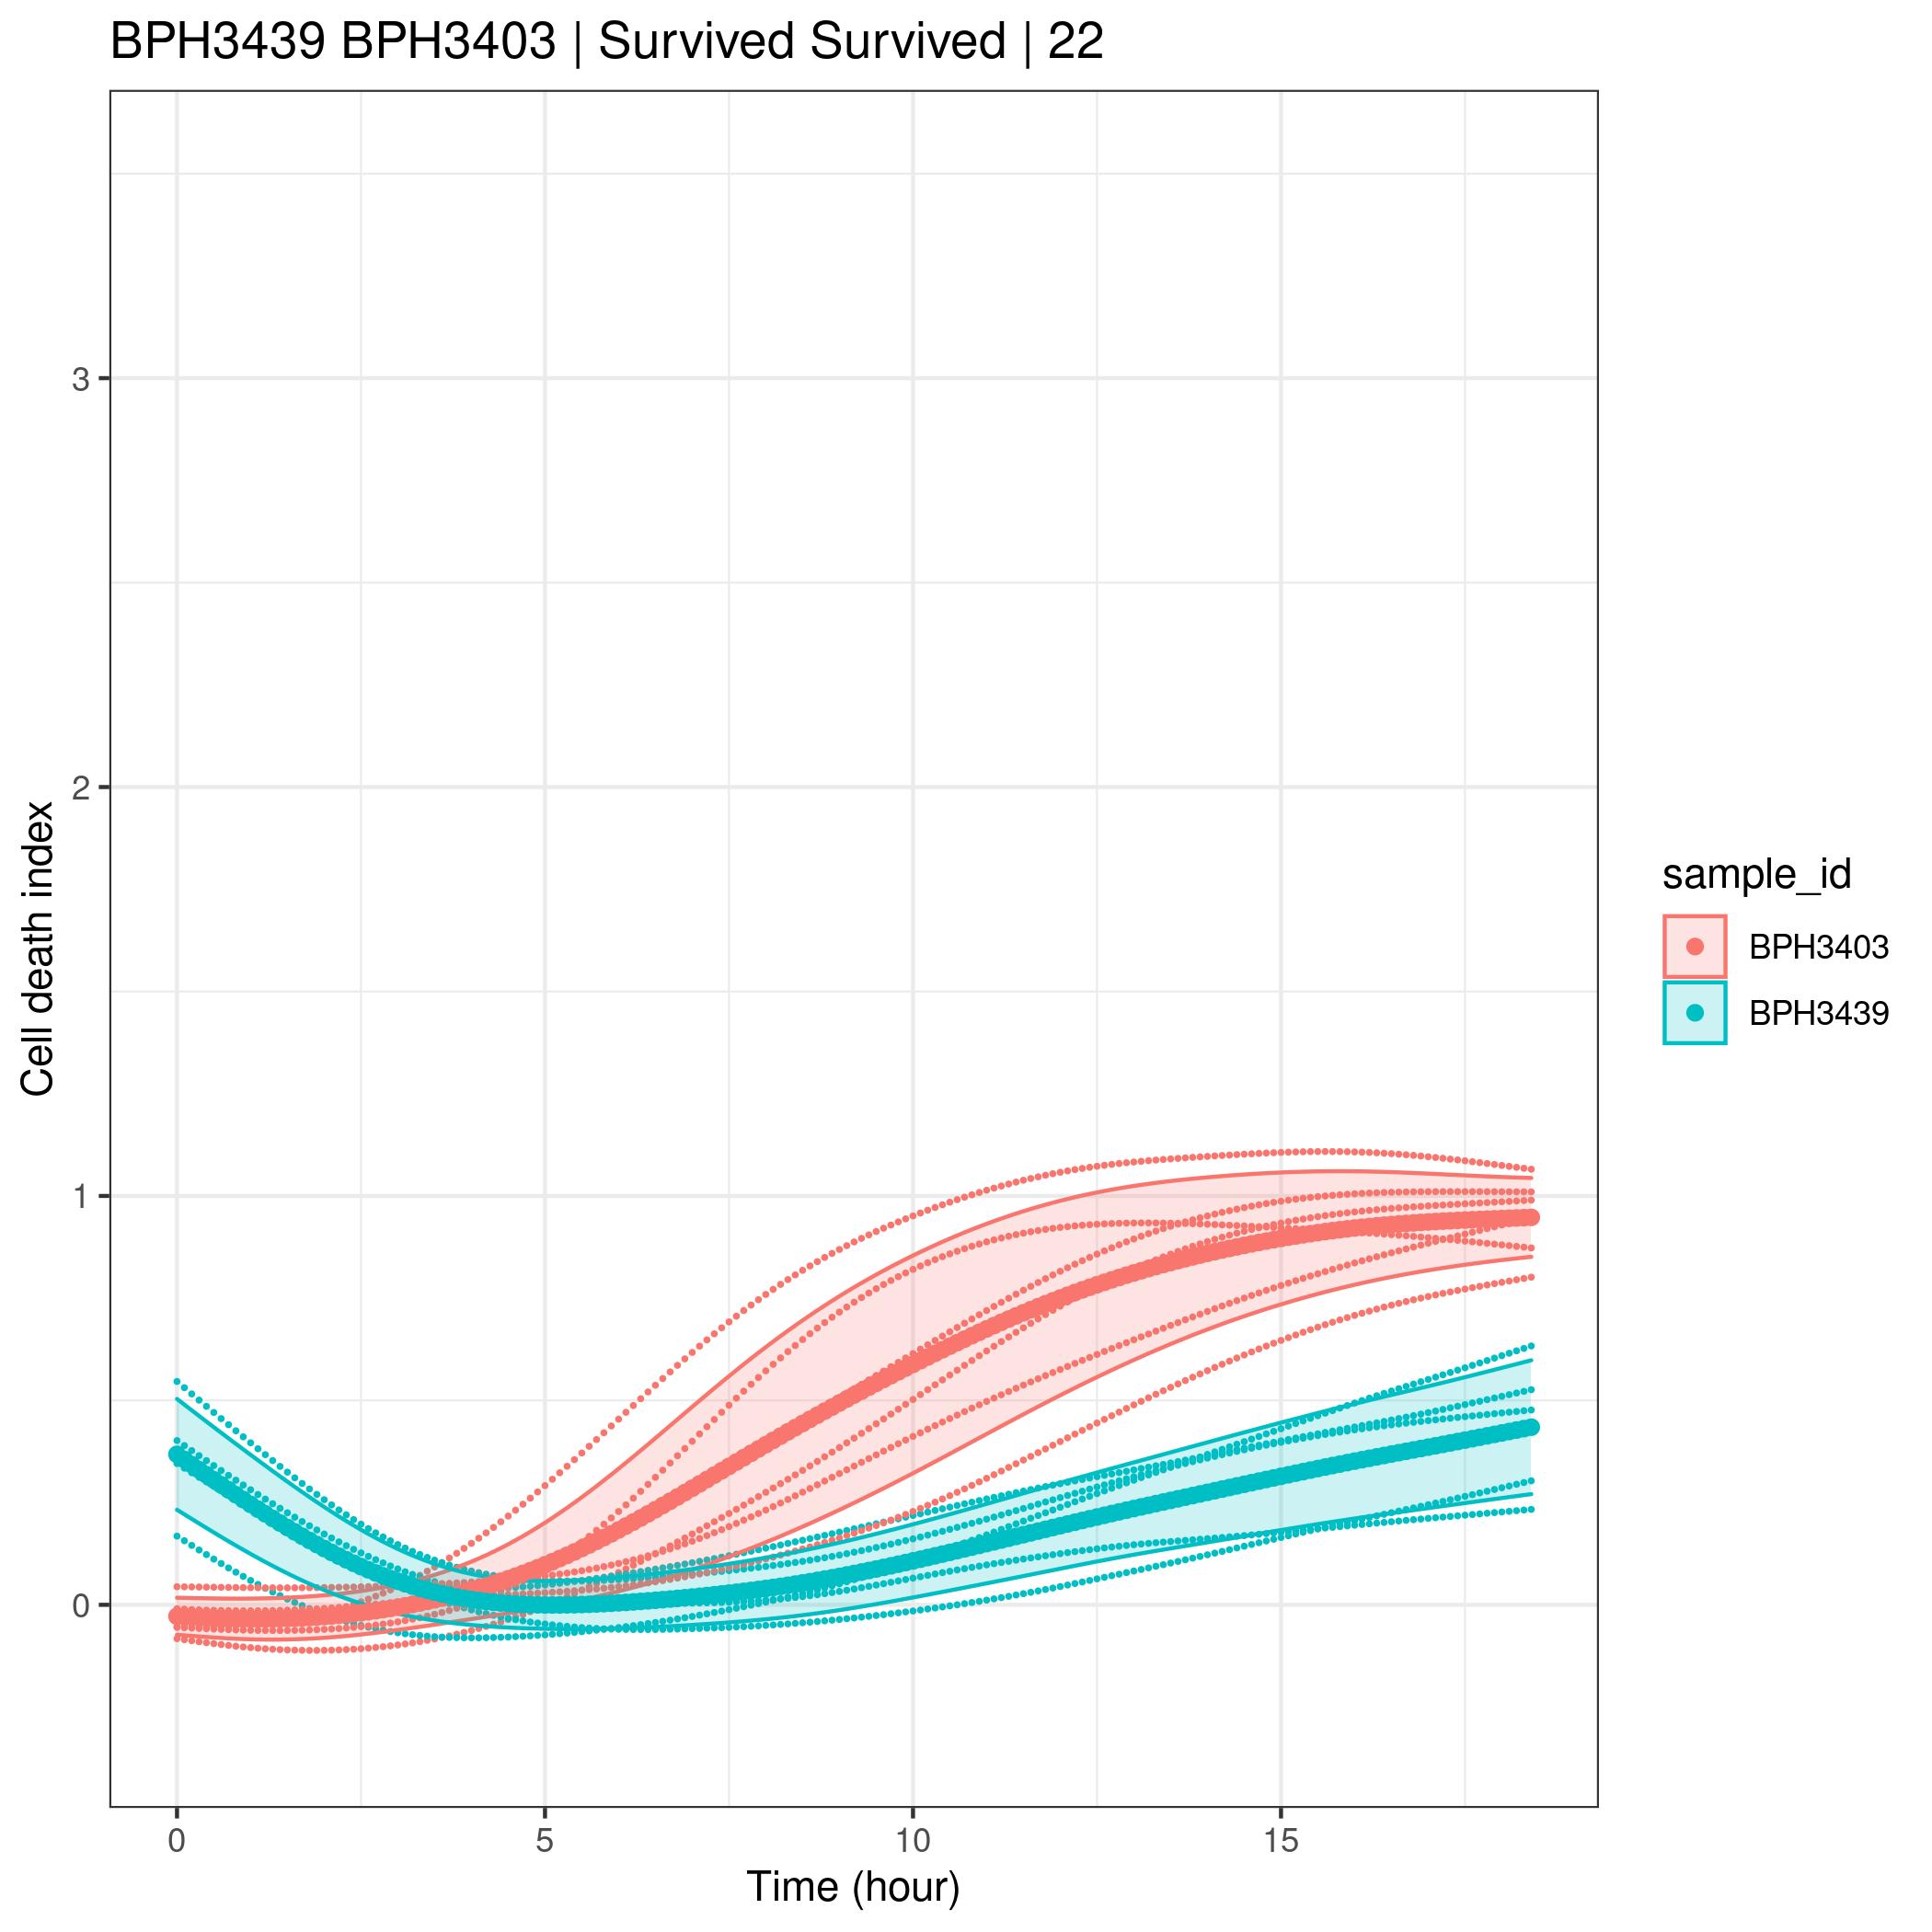 BPH3439 BPH3403 | Survived Survived | 22
3
2
1
0
Cell death index
0 5 10 15
Time (hour)
sample_id
BPH3403
BPH3439